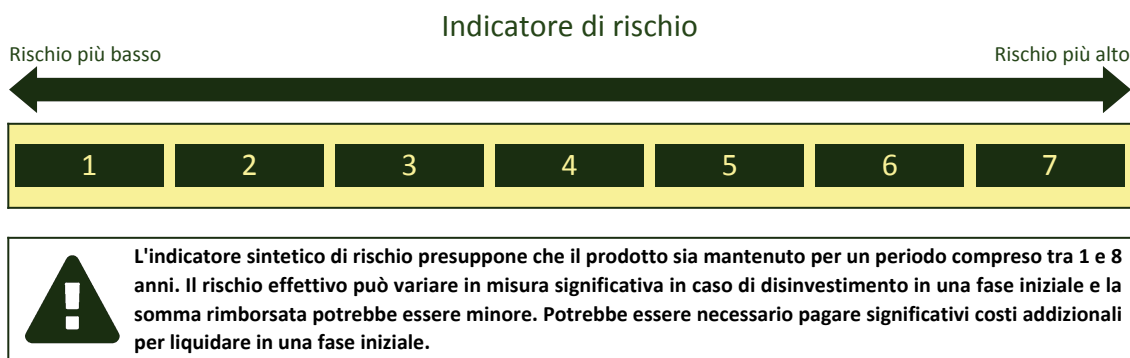 Indicatore di rischio
Rischio più basso
Rischio più alto
1 2 3 4 5 6 7
L'indicatore sintetico di rischio presuppone che il prodotto sia mantenuto per un periodo compreso tra 1 e 8
anni. Il rischio effettivo può variare in misura significativa in caso di disinvestimento in una fase iniziale e la
somma rimborsata potrebbe essere minore. Potrebbe essere necessario pagare significativi costi addizionali
per liquidare in una fase iniziale.